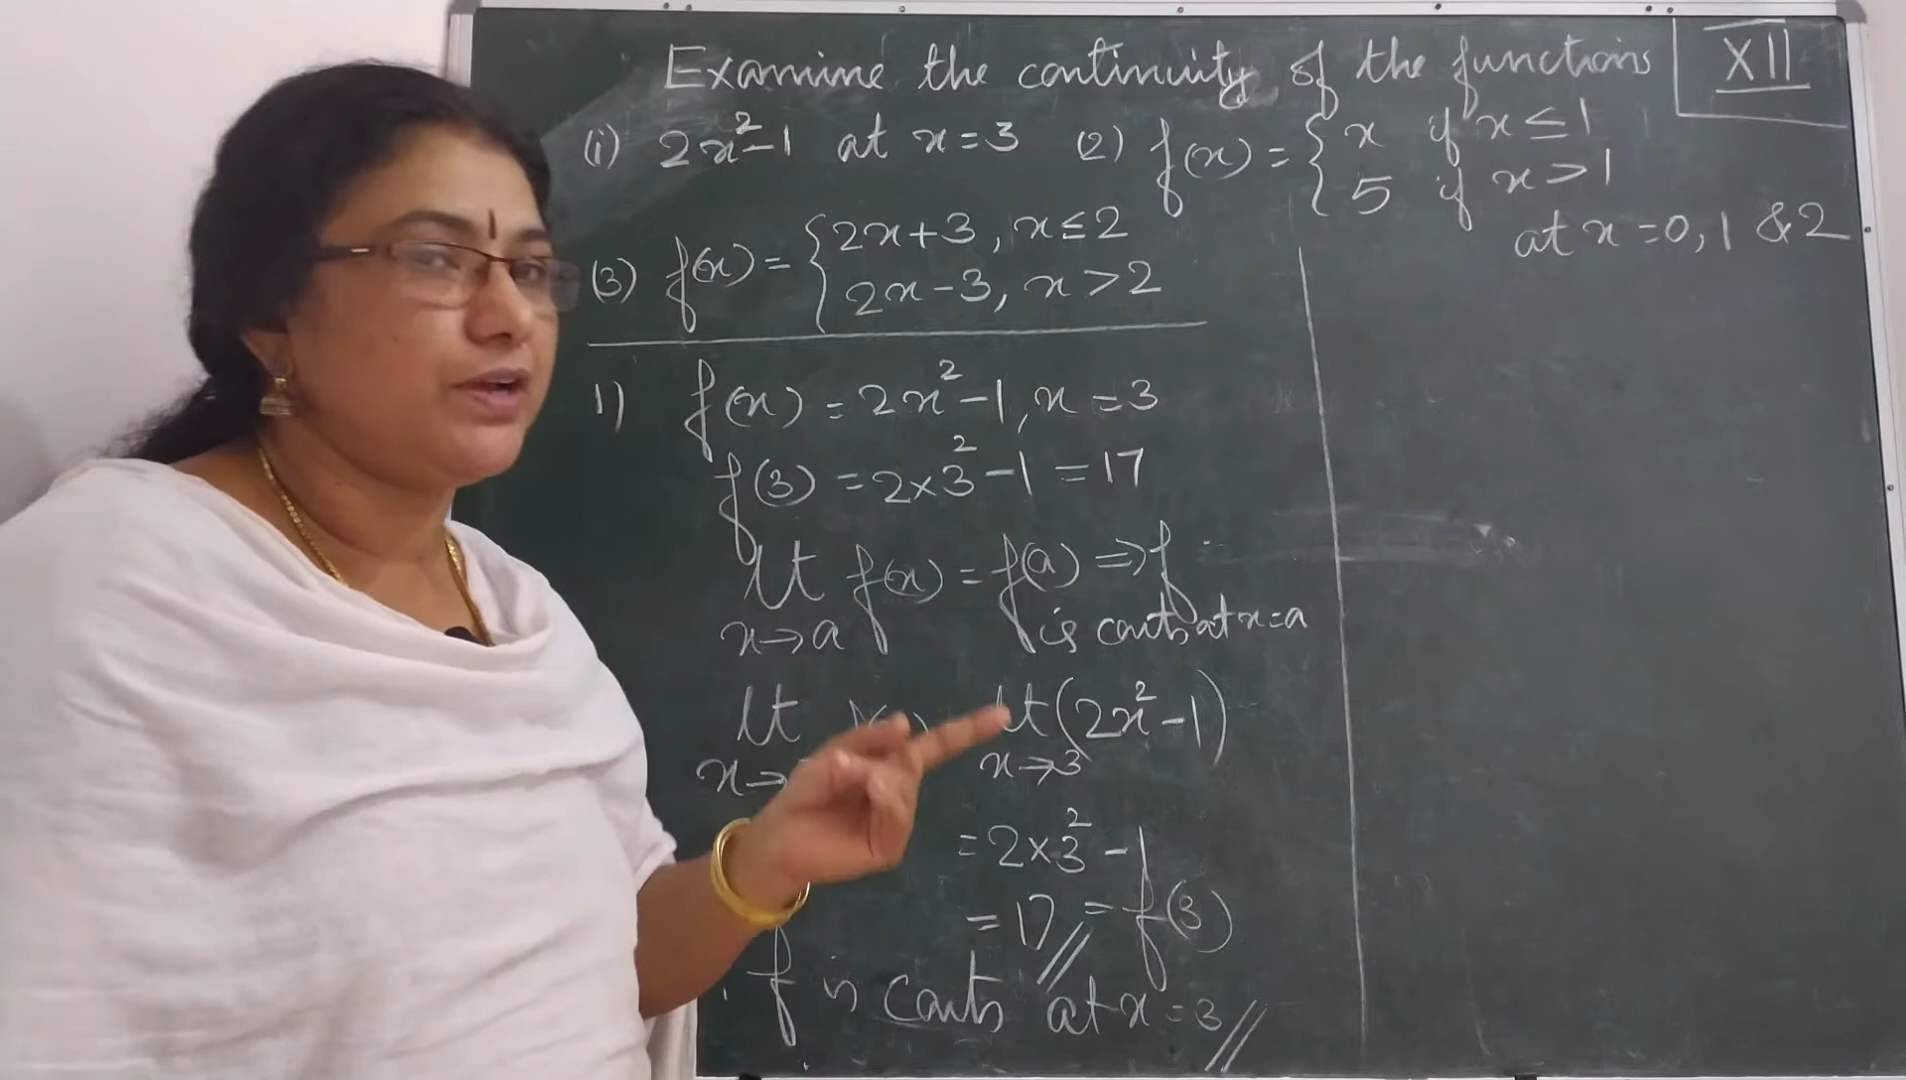 Examine the continuity of the functions
XII
(1) 2x²-1 at x=3 (2) f(x) = { x if x ≤ 1
5 if x > 1
at x = 0, 1 & 2
(3) f(x) = { 2x+3, x ≤ 2
2x-3, x > 2
1) f(x) = 2x²-1, x = 3
f(3) = 2×3²-1 = 17
lt f(x) = f(a) ⇒ f
x→a is conts at x=a
lt lt (2x²-1)
x→ x→3
= 2×3²-1
= 17 // = f(3)
f is conts at x = 3 //